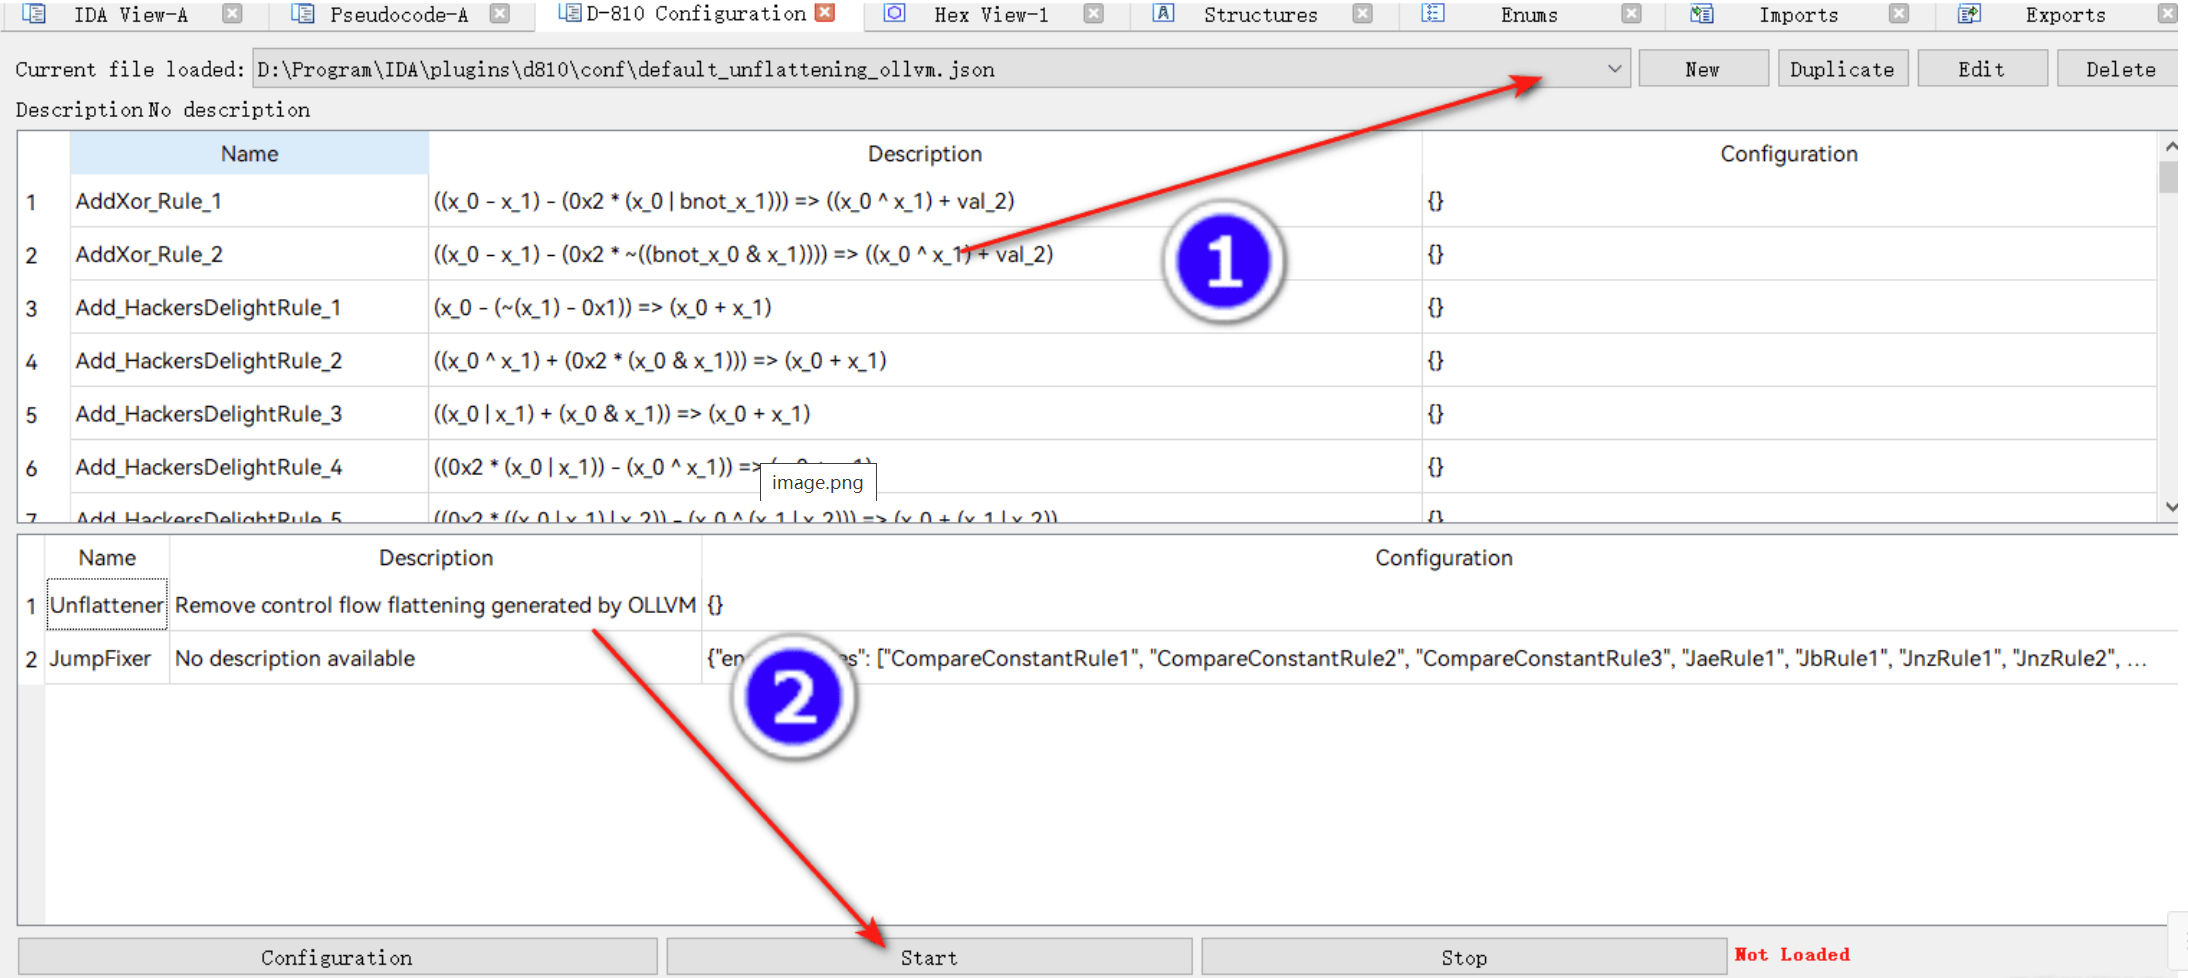 IDA View-A Pseudocode-A D-810 Configuration Hex View-1 Structures Enums Imports Exports
Current file loaded: D:\Program\IDA\plugins\d810\conf\default_unflattening_ollvm.json New Duplicate Edit Delete
Description No description
Name Description Configuration
1 AddXor_Rule_1 ((x_0 - x_1) - (0x2 * (x_0 | bnot_x_1))) => ((x_0 ^ x_1) + val_2) {}
2 AddXor_Rule_2 ((x_0 - x_1) - (0x2 * ~((bnot_x_0 & x_1)))) => ((x_0 ^ x_1) + val_2) {}
1
3 Add_HackersDelightRule_1 (x_0 - (~(x_1) - 0x1)) => (x_0 + x_1) {}
4 Add_HackersDelightRule_2 ((x_0 ^ x_1) + (0x2 * (x_0 & x_1))) => (x_0 + x_1) {}
5 Add_HackersDelightRule_3 ((x_0 | x_1) + (x_0 & x_1)) => (x_0 + x_1) {}
6 Add_HackersDelightRule_4 ((0x2 * (x_0 | x_1)) - (x_0 ^ x_1)) => {}
image.png
7 Add_HackersDelightRule_5 ((0x2 * ((x_0 | x_1) | x_2)) - (x_0 ^ (x_1 | x_2))) => (x_0 + (x_1 | x_2)) {}
Name Description Configuration
1 Unflattener Remove control flow flattening generated by OLLVM {}
2 JumpFixer No description available ["CompareConstantRule1", "CompareConstantRule2", "CompareConstantRule3", "JaeRule1", "JbRule1", "JnzRule1", "JnzRule2", ...
2
Configuration Start Stop Not Loaded